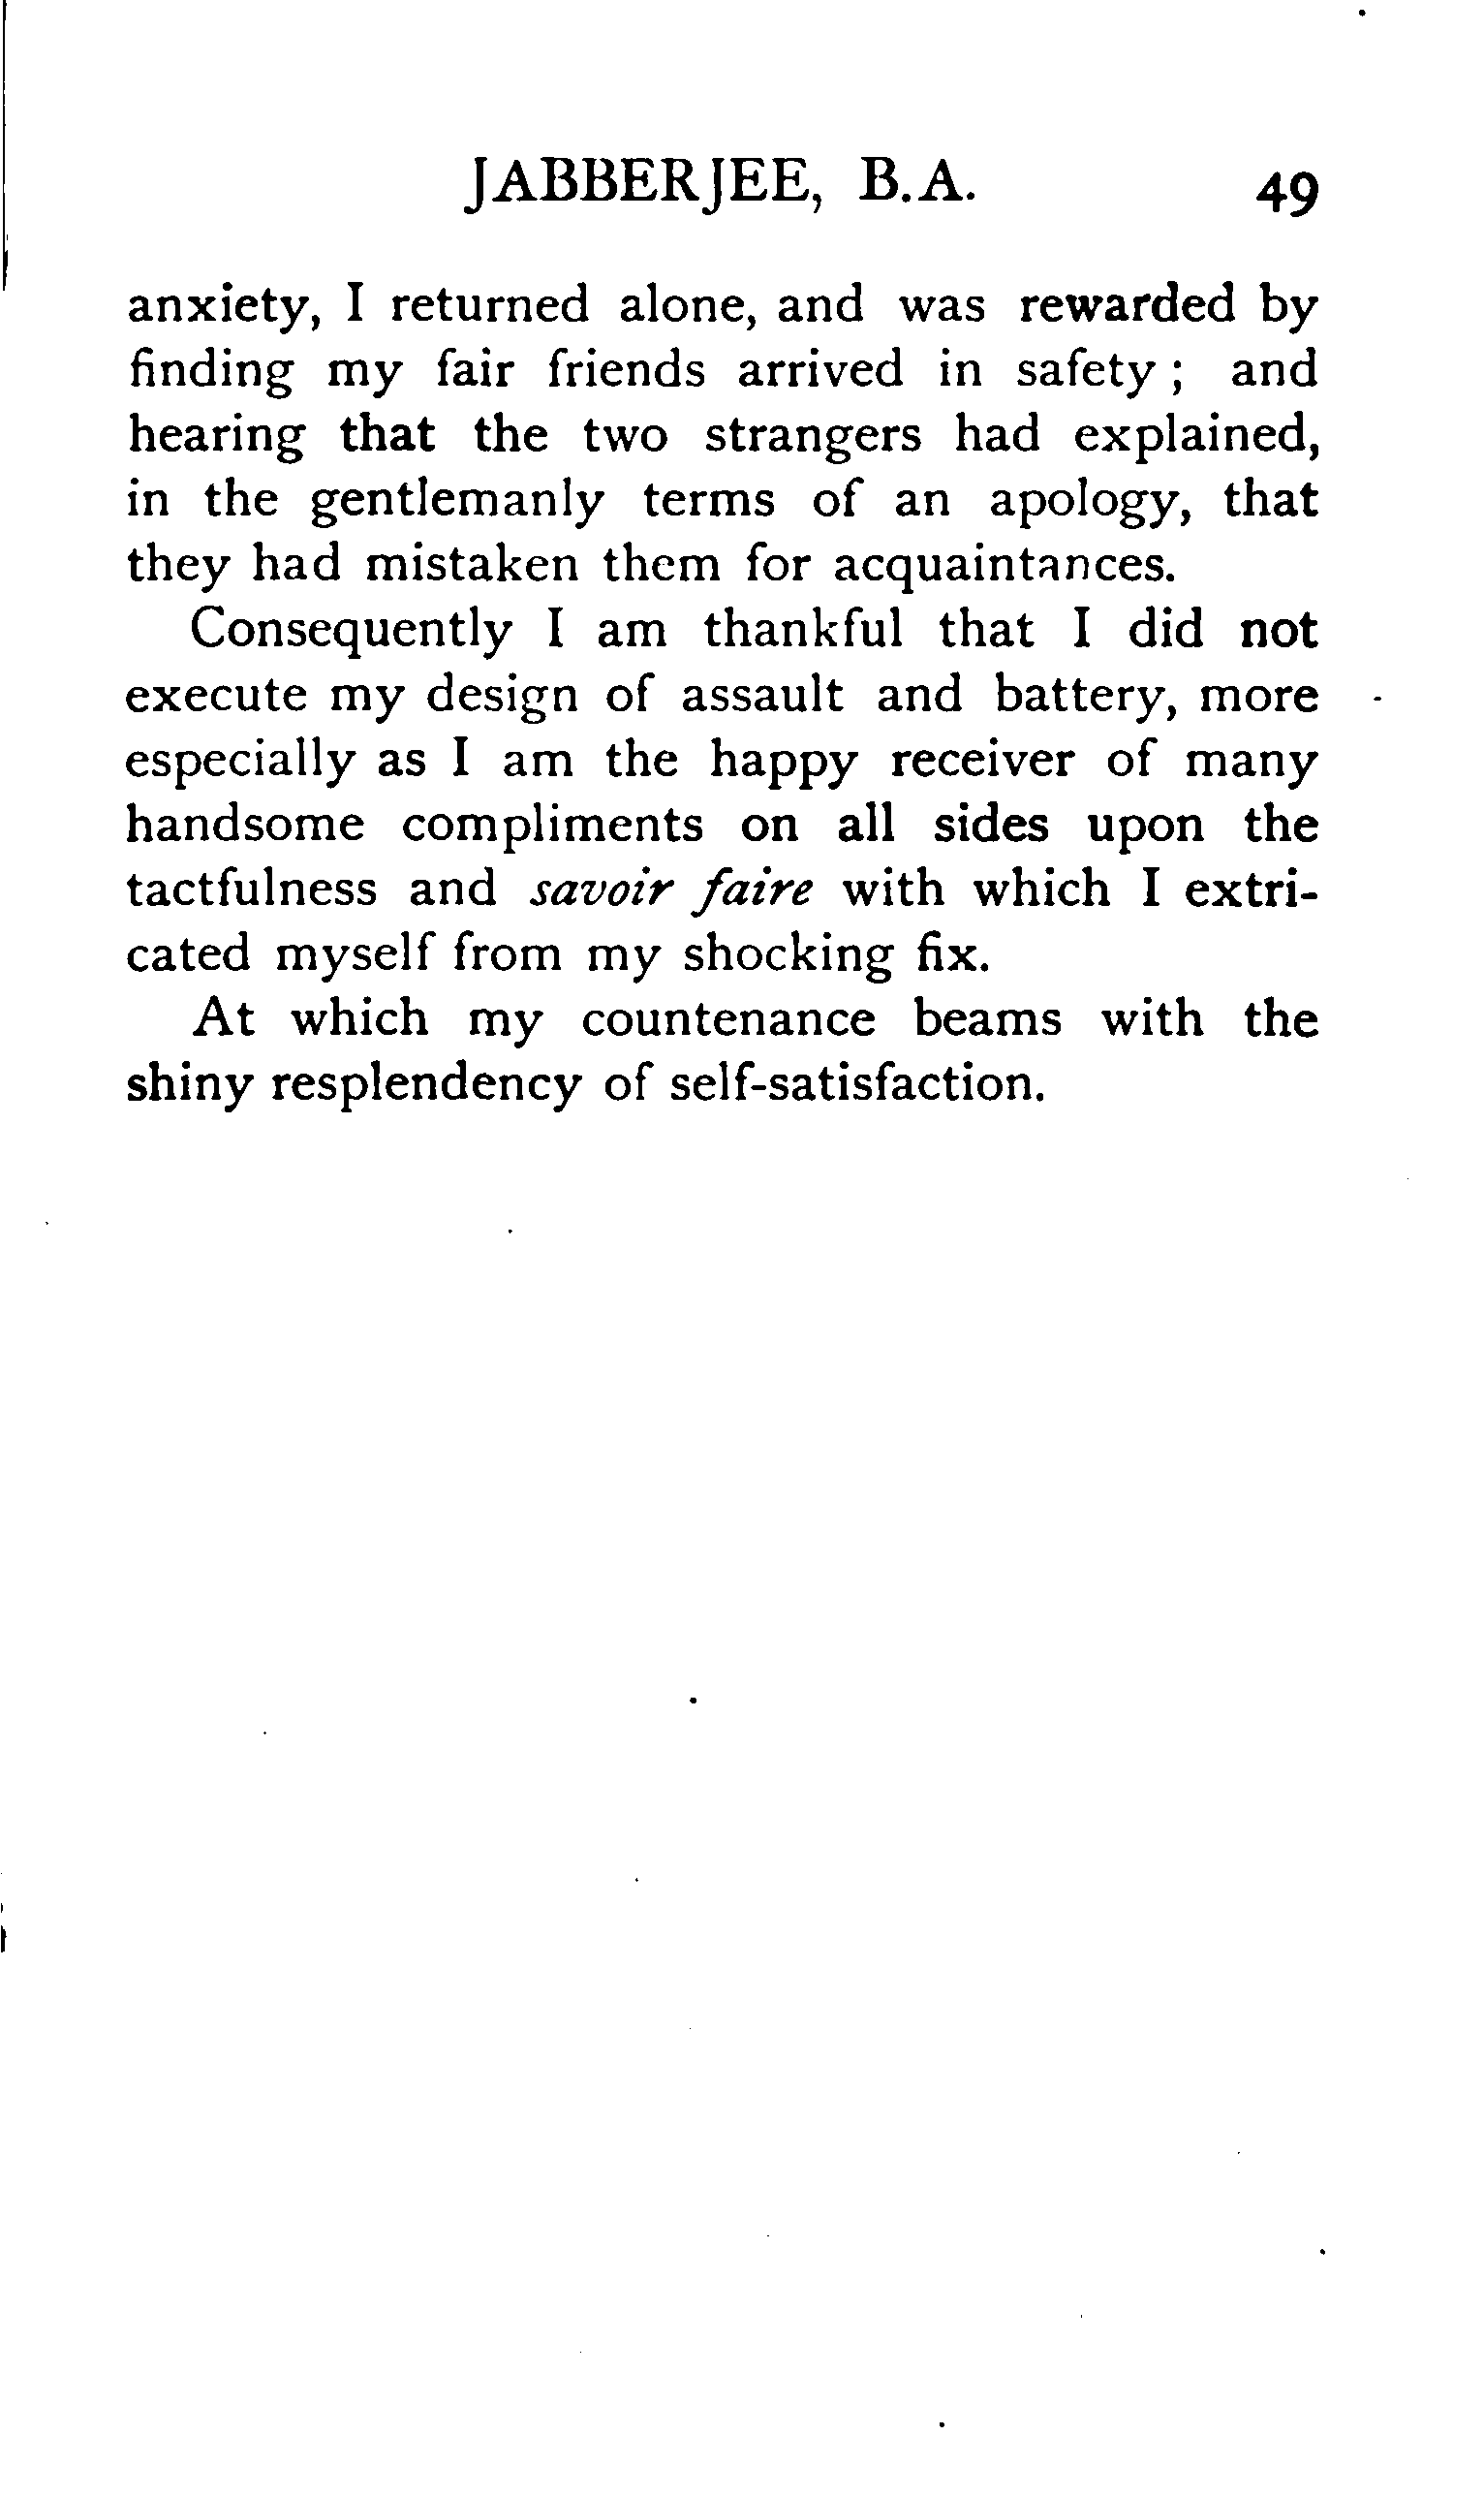 JABBERJEE, B.A. 49
anxiety, I returned alone, and was rewarded by
finding my fair friends arrived in safety ; and
hearing that the two strangers had explained,
in the gentlemanly terms of an apology, that
they had mistaken them for acquaintances.
Consequently I am thankful that I did not
execute my design of assault and battery, more
especially as I am the happy receiver of many
handsome compliments on all sides upon the
tactfulness and savoir faire with which I extri-
cated myself from my shocking fix.
At which my countenance beams with the
shiny resplendency of self-satisfaction.